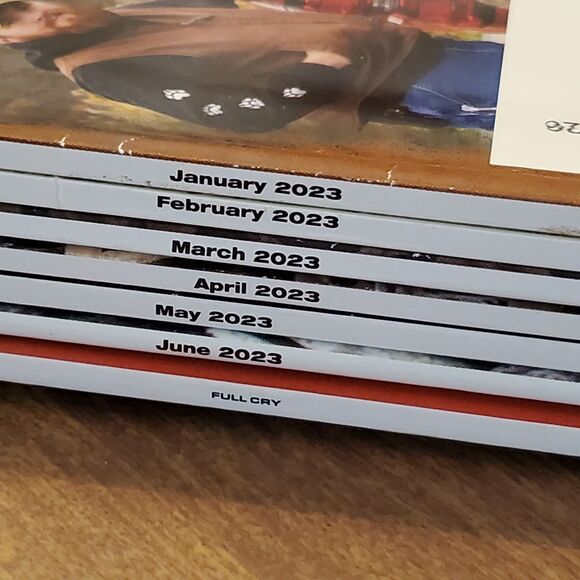 January 2023
February 2023
March 2023
April 2023
May 2023
June 2023
FULL CRY